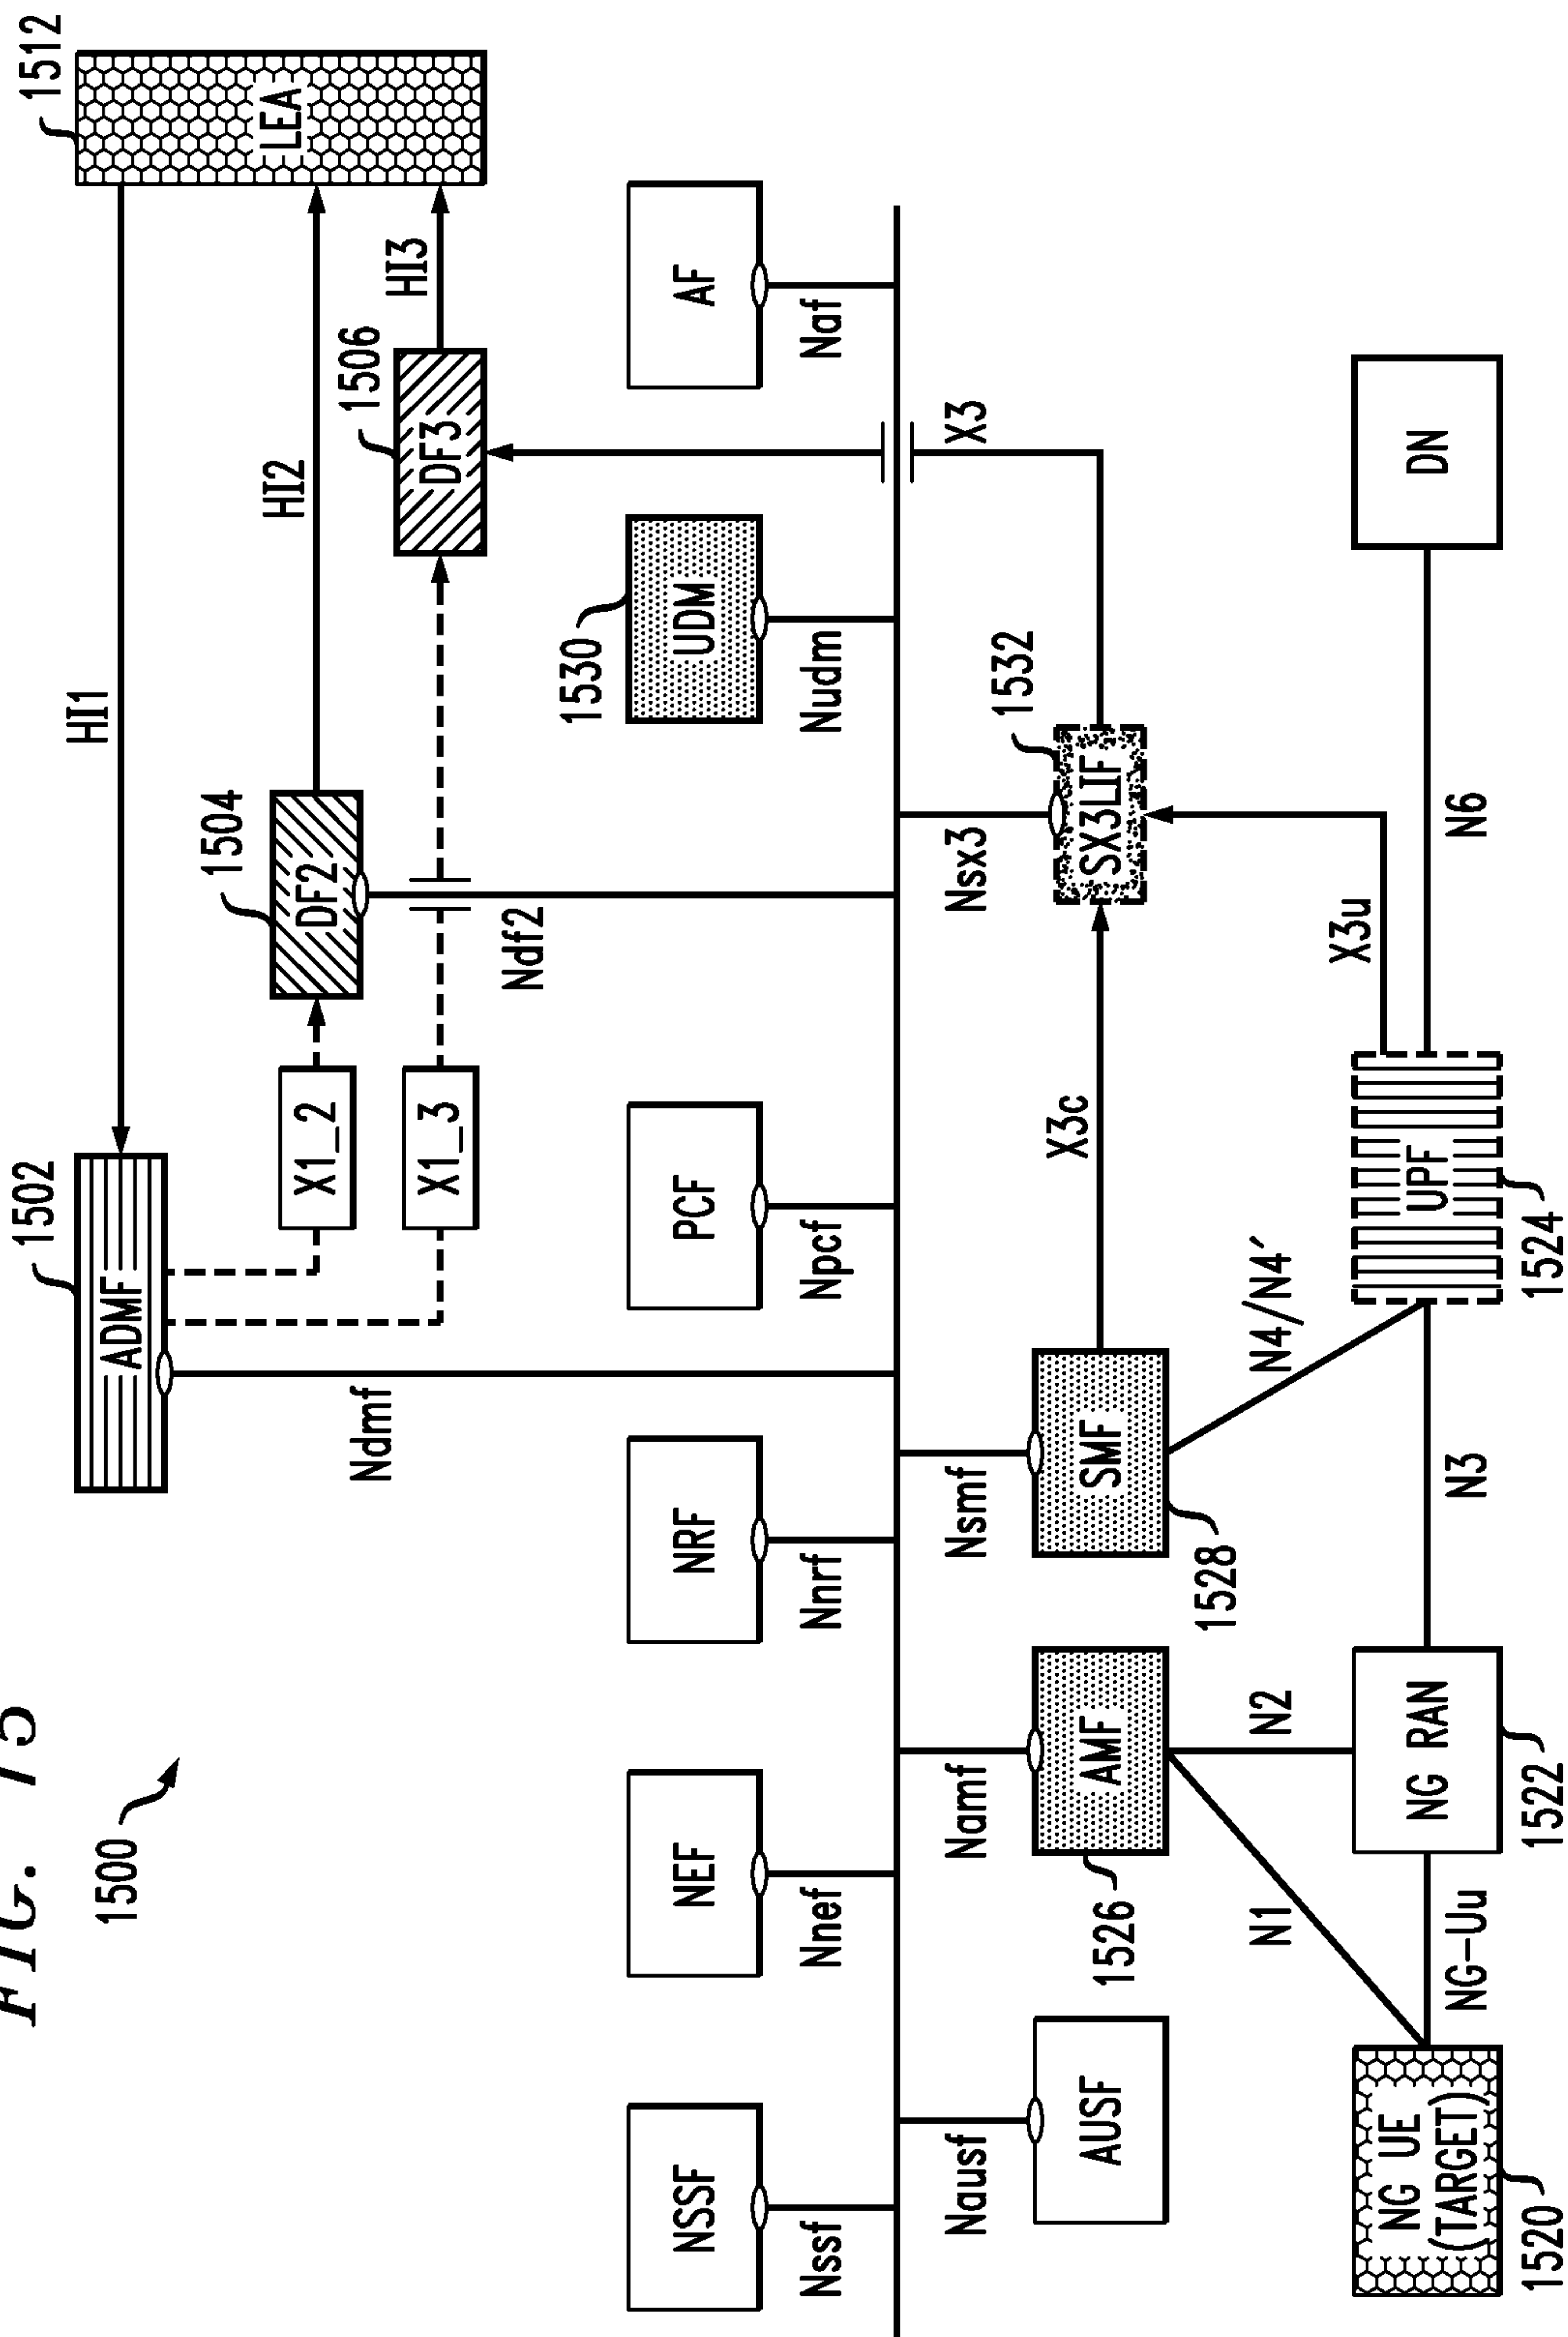 FIG. 15
1500
1502
ADMF
HI1
1512
LEA
X1_2
1504
DF2
HI2
X1_3
1506
DF3
HI3
Ndmf
Ndf2
NSSF
NEF
NRF
PCF
1530
UDM
AF
Nssf
Nnef
Nnrf
Npcf
Nudm
Naf
Nausf
Namf
Nsmf
Nsx3
X3
AUSF
1526
AMF
SMF
1528
X3c
SX3LIF
1532
N1
N2
N4/N4′
X3u
NG UE
(TARGET)
1520
NG-Uu
NG RAN
1522
N3
UPF
1524
N6
DN